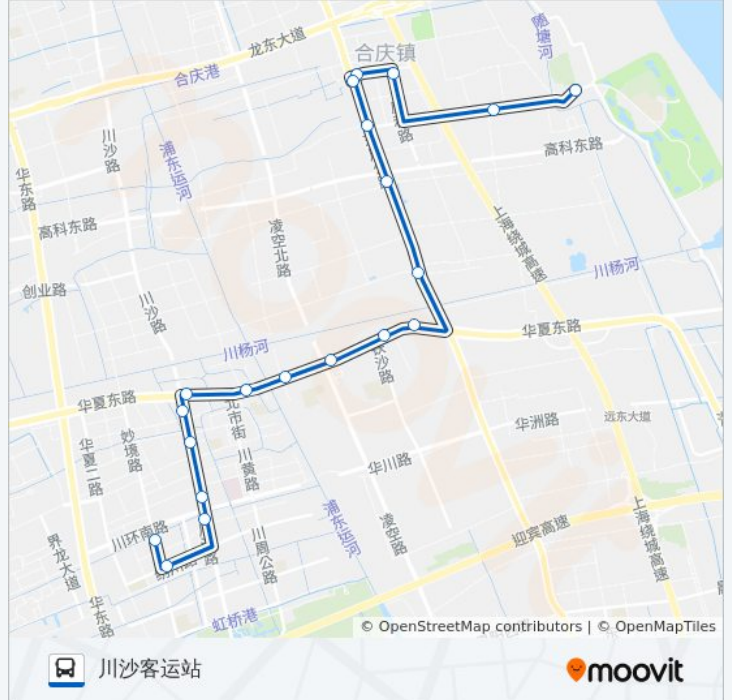 龙东大道
合庆镇
随塘河
合庆港
川沙路
浦东运河
高科东路
华东路
高科东路
凌空北路
上海绕城高速
创业路
川沙路
川杨河
川杨河
华夏东路
华夏东路
北市街
妙境路
华夏二路
川黄路
华洲路
远东大道
华川路
浦东运河
凌空路
迎宾高速
上海绕城高速
川环南路
川周公路
界龙大道
华东路
虹桥港
© OpenStreetMap contributors | © OpenMapTiles
川沙客运站
moovit